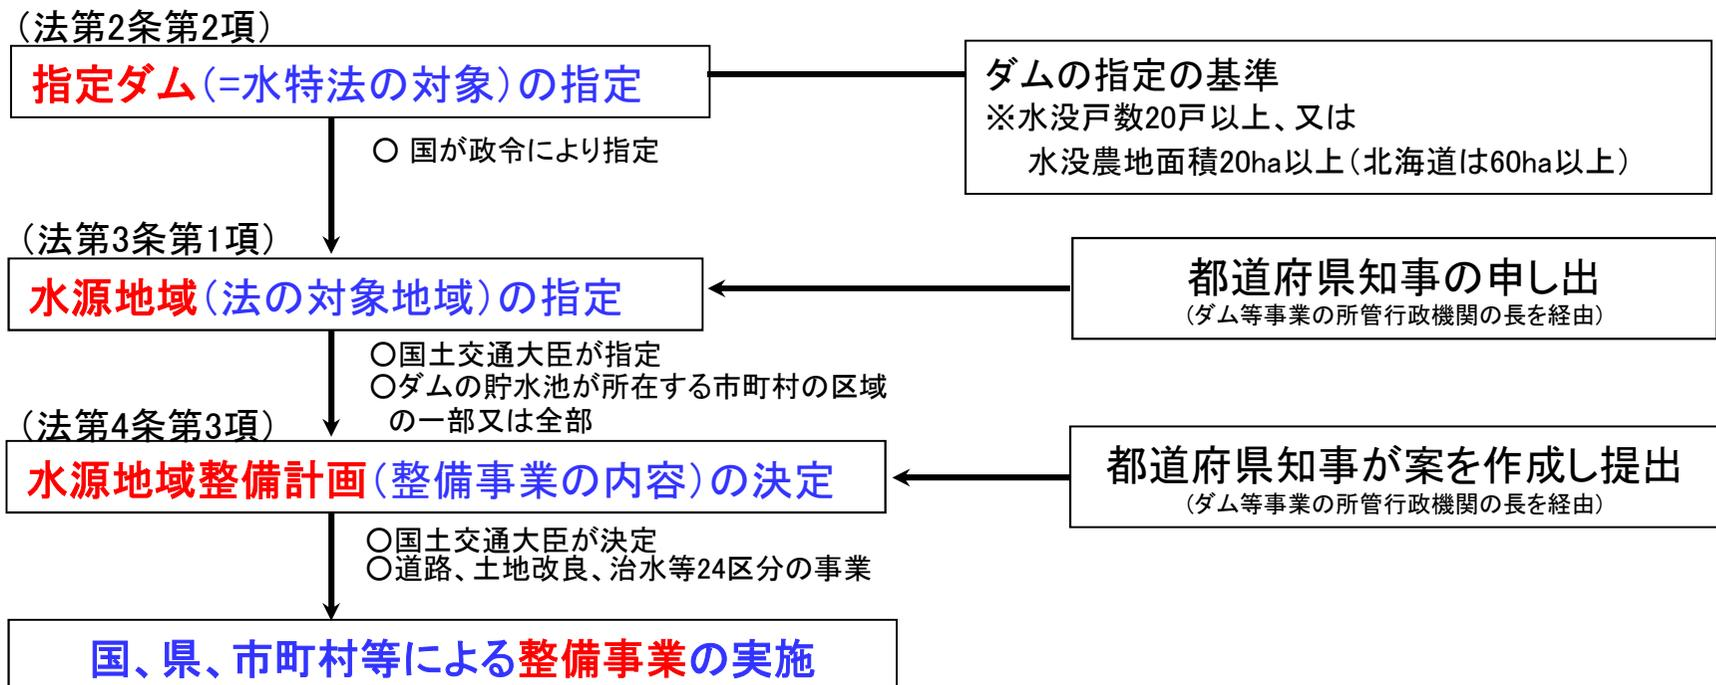 (法第2条第2項)
指定ダム(=水特法の対象)の指定
ダムの指定の基準
※水没戸数20戸以上、又は
水没農地面積20ha以上(北海道は60ha以上)
○ 国が政令により指定
(法第3条第1項)
水源地域(法の対象地域)の指定
都道府県知事の申し出
(ダム等事業の所管行政機関の長を経由)
○国土交通大臣が指定
○ダムの貯水池が所在する市町村の区域
の一部又は全部
(法第4条第3項)
水源地域整備計画(整備事業の内容)の決定
都道府県知事が案を作成し提出
(ダム等事業の所管行政機関の長を経由)
○国土交通大臣が決定
○道路、土地改良、治水等24区分の事業
国、県、市町村等による整備事業の実施